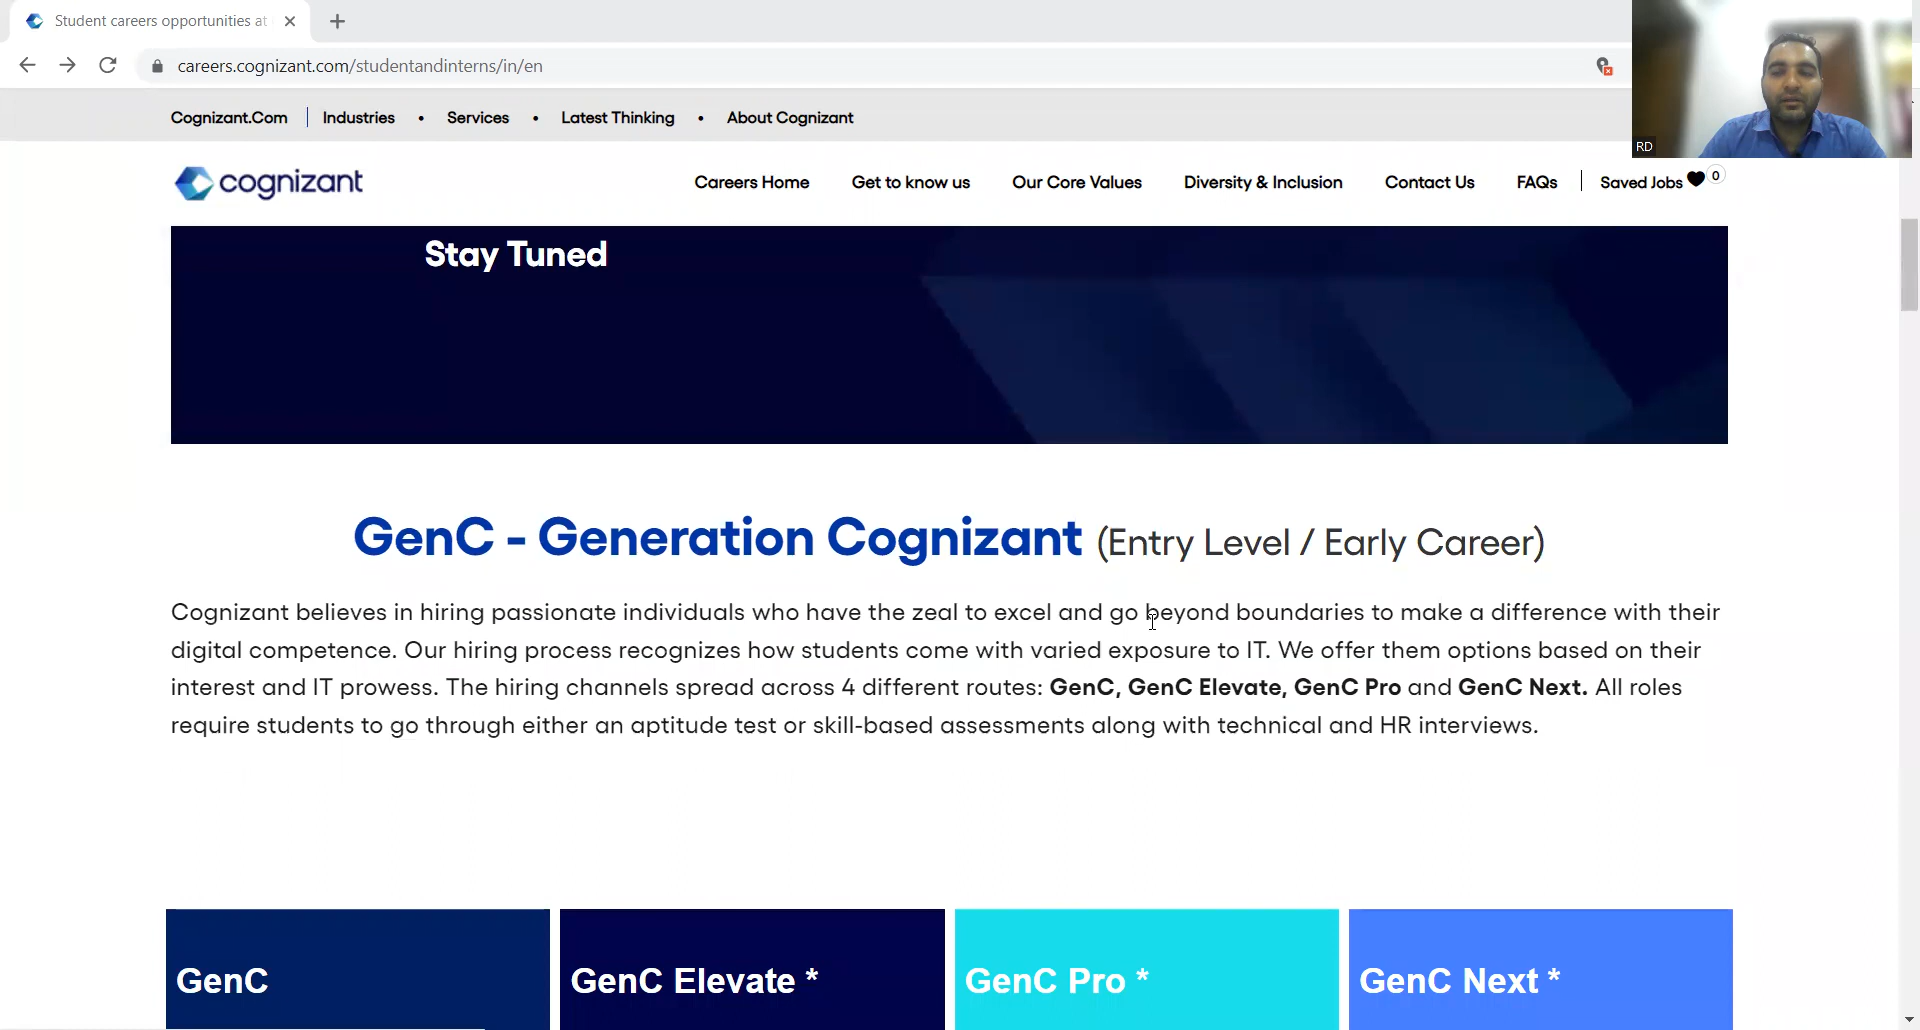 Student careers opportunities at
careers.cognizant.com/studentandinterns/in/en
RD
Cognizant.Com
Industries • Services • Latest Thinking • About Cognizant
cognizant
Careers Home Get to know us Our Core Values Diversity & Inclusion Contact Us FAQs Saved Jobs 0
Stay Tuned
GenC - Generation Cognizant (Entry Level / Early Career)
Cognizant believes in hiring passionate individuals who have the zeal to excel and go beyond boundaries to make a difference with their
digital competence. Our hiring process recognizes how students come with varied exposure to IT. We offer them options based on their
interest and IT prowess. The hiring channels spread across 4 different routes: GenC, GenC Elevate, GenC Pro and GenC Next. All roles
require students to go through either an aptitude test or skill-based assessments along with technical and HR interviews.
GenC
GenC Elevate *
GenC Pro *
GenC Next *